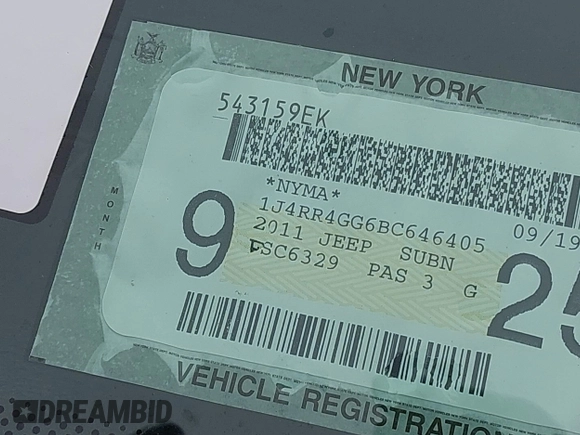 NEW YORK
543159EK
*NYMA*
1J4RR4GG6BC646405 09/19
2011 JEEP SUBN
FSC6329 PAS 3 G
MONTH
9 25
VEHICLE REGISTRATION
DREAMBID